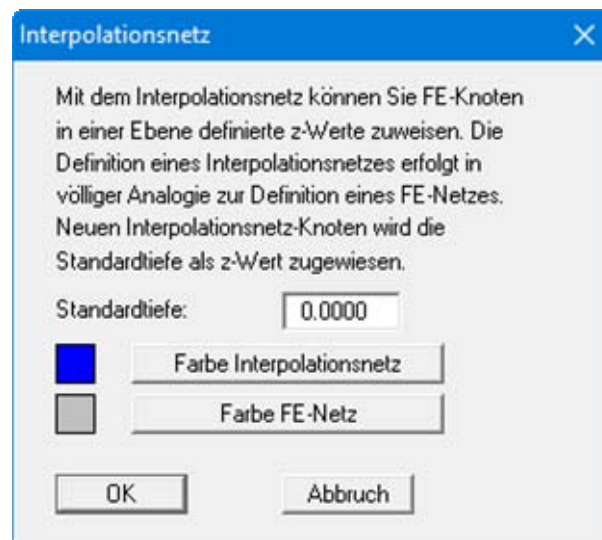 Interpolationsnetz
Mit dem Interpolationsnetz können Sie FE-Knoten
in einer Ebene definierte z-Werte zuweisen. Die
Definition eines Interpolationsnetzes erfolgt in
völliger Analogie zur Definition eines FE-Netzes.
Neuen Interpolationsnetz-Knoten wird die
Standardtiefe als z-Wert zugewiesen.
Standardtiefe: 0.0000
Farbe Interpolationsnetz
Farbe FE-Netz
OK Abbruch